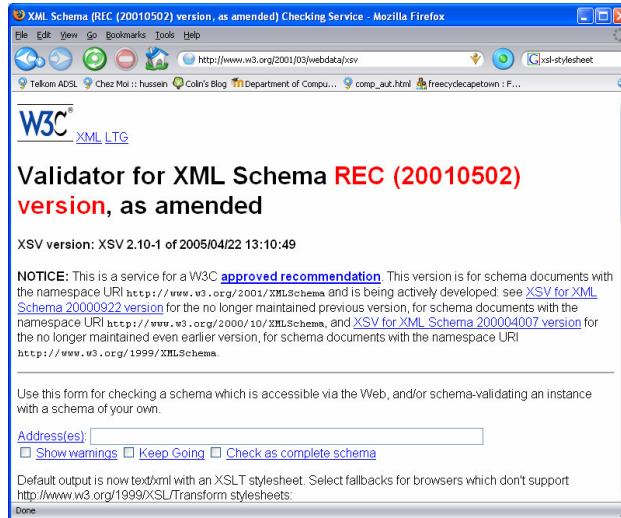 XML Schema (REC (20010502) version, as amended) Checking Service - Mozilla Firefox
File Edit View Go Bookmarks Tools Help
http://www.w3.org/2001/03/webdata/xsv
xsl-stylesheet
Telkom ADSL Chez Moi :: hussein Colin's Blog Department of Compu... comp_aut.html freecyclecapetown : F...
W3C® XML LTG
Validator for XML Schema REC (20010502)
version, as amended
XSV version: XSV 2.10-1 of 2005/04/22 13:10:49
NOTICE: This is a service for a W3C approved recommendation. This version is for schema documents with
the namespace URI http://www.w3.org/2001/XMLSchema and is being actively developed: see XSV for XML
Schema 20000922 version for the no longer maintained previous version, for schema documents with the
namespace URI http://www.w3.org/2000/10/XMLSchema, and XSV for XML Schema 200004007 version for
the no longer maintained even earlier version, for schema documents with the namespace URI
http://www.w3.org/1999/XMLSchema.
Use this form for checking a schema which is accessible via the Web, and/or schema-validating an instance
with a schema of your own.
Address(es):
Show warnings Keep Going Check as complete schema
Default output is now text/xml with an XSLT stylesheet. Select fallbacks for browsers which don't support
http://www.w3.org/1999/XSL/Transform stylesheets:
Done